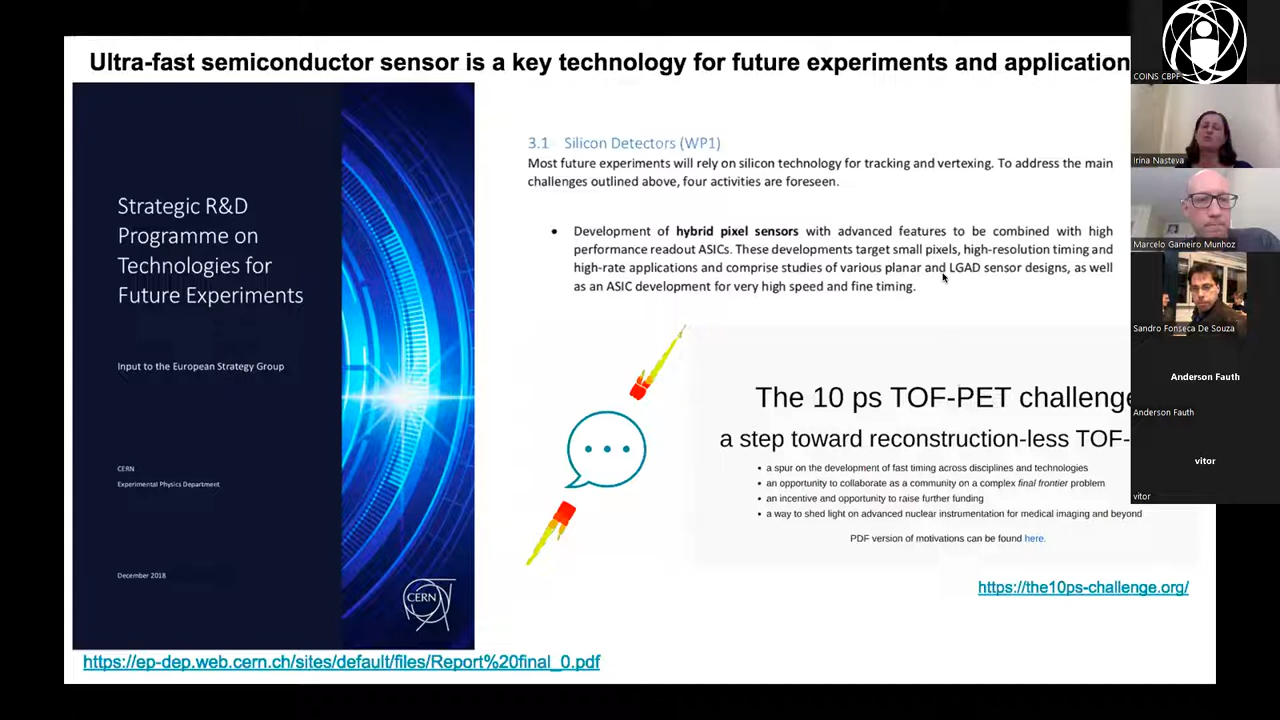 Ultra-fast semiconductor sensor is a key technology for future experiments and application
Strategic R&D
Programme on
Technologies for
Future Experiments
Input to the European Strategy Group
CERN
Experimental Physics Department
December 2018
CERN
https://ep-dep.web.cern.ch/sites/default/files/Report%20final_0.pdf
3.1 Silicon Detectors (WP1)
Most future experiments will rely on silicon technology for tracking and vertexing. To address the main
challenges outlined above, four activities are foreseen.
• Development of hybrid pixel sensors with advanced features to be combined with high
performance readout ASICs. These developments target small pixels, high-resolution timing and
high-rate applications and comprise studies of various planar and LGAD sensor designs, as well
as an ASIC development for very high speed and fine timing.
The 10 ps TOF-PET challenge
a step toward reconstruction-less TOF-
• a spur on the development of fast timing across disciplines and technologies
• an opportunity to collaborate as a community on a complex final frontier problem
• an incentive and opportunity to raise further funding
• a way to shed light on advanced nuclear instrumentation for medical imaging and beyond
PDF version of motivations can be found here.
https://the10ps-challenge.org/
COINS CBPF
Irina Nasteva
Marcelo Gameiro Munhoz
Sandro Fonseca De Souza
Anderson Fauth
Anderson Fauth
vitor
vitor